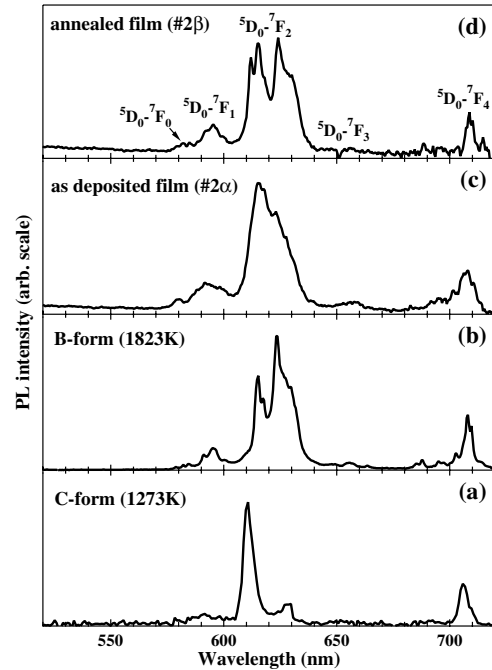 annealed film (#2β)
⁵D₀-⁷F₂
(d)
⁵D₀-⁷F₀
⁵D₀-⁷F₁
⁵D₀-⁷F₃
⁵D₀-⁷F₄
as deposited film (#2α)
(c)
PL intensity (arb. scale)
B-form (1823K)
(b)
C-form (1273K)
(a)
550 600 650 700
Wavelength (nm)